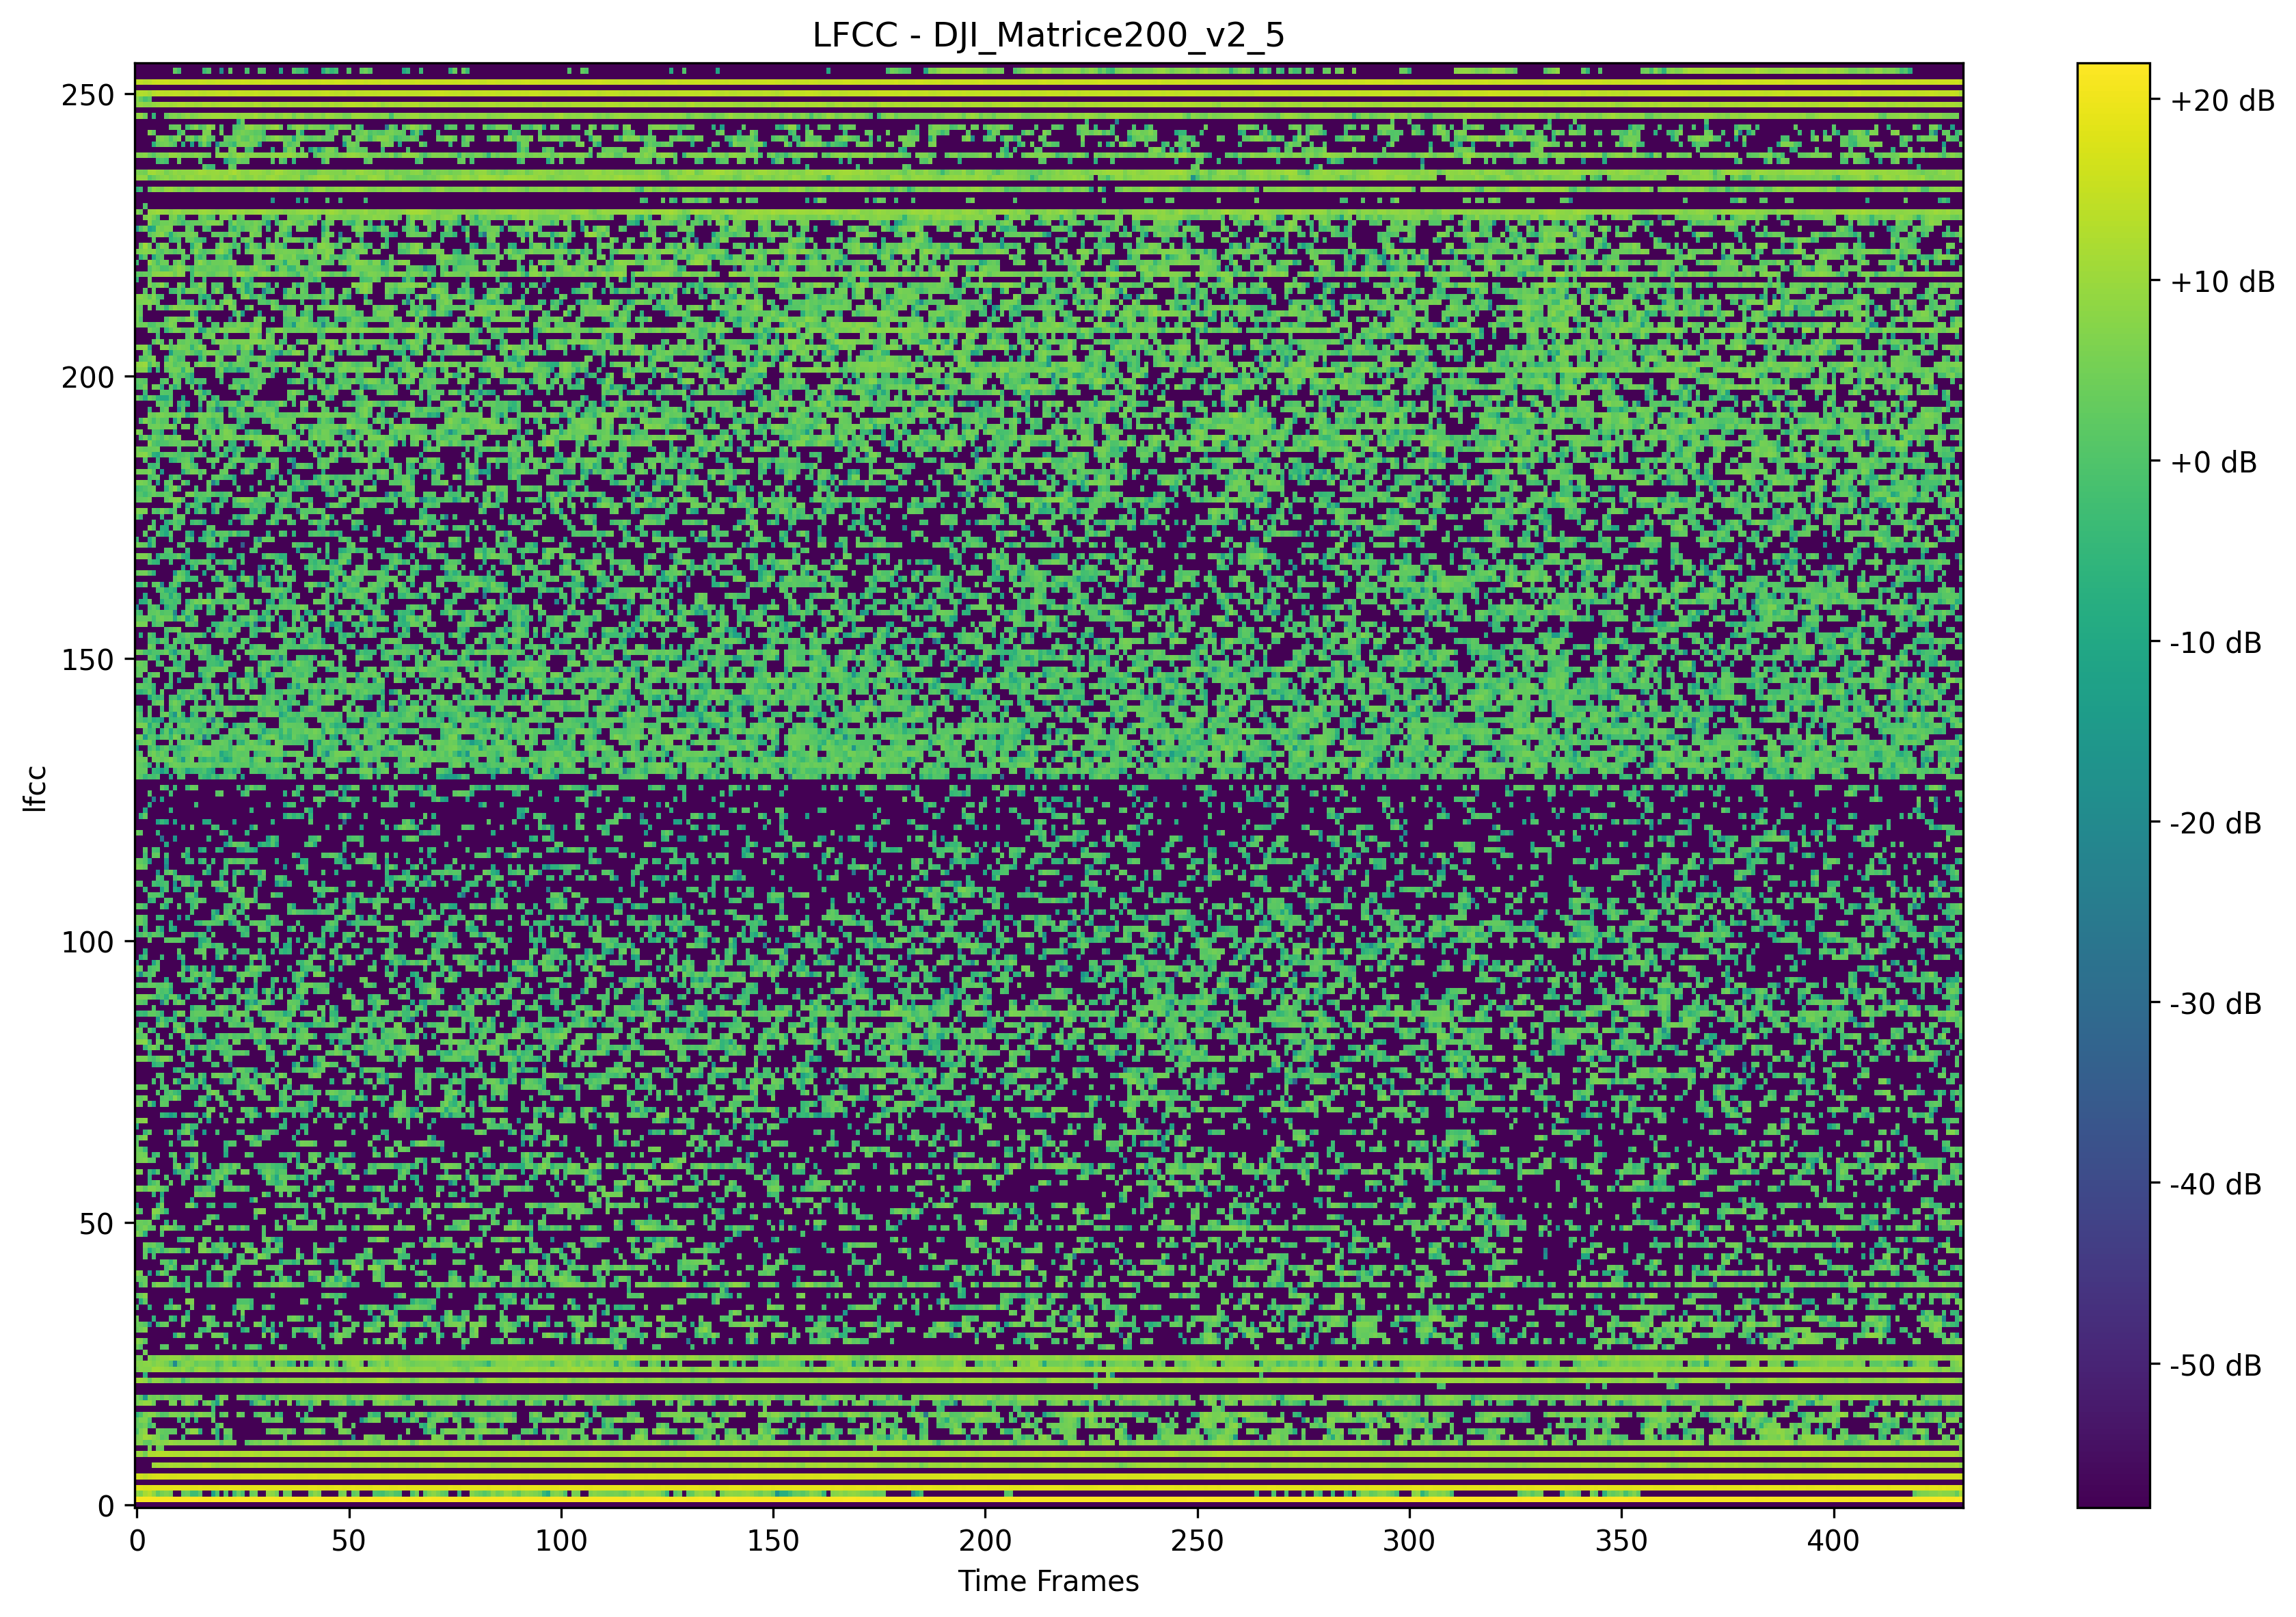 LFCC - DJI_Matrice200_v2_5
250
200
150
100
50
0
lfcc
0 50 100 150 200 250 300 350 400
Time Frames
+20 dB
+10 dB
+0 dB
-10 dB
-20 dB
-30 dB
-40 dB
-50 dB